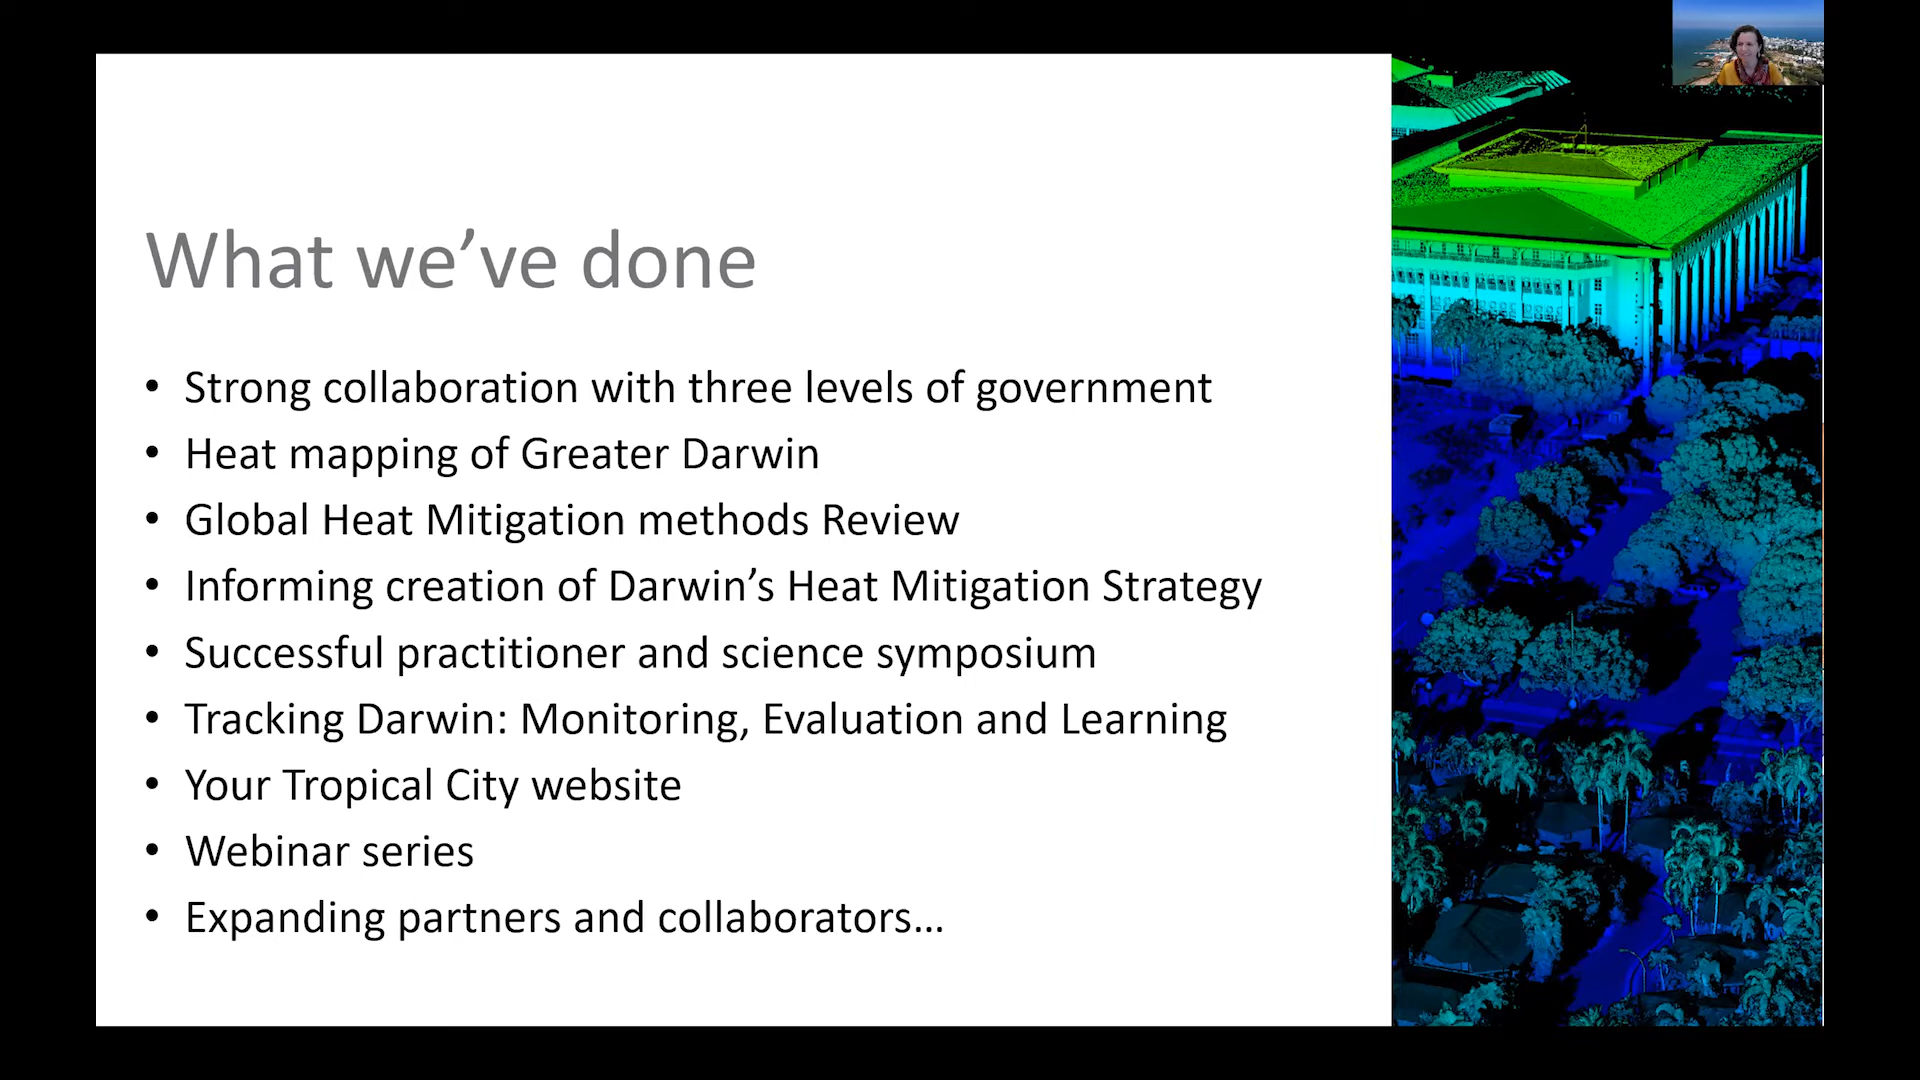 What we’ve done
• Strong collaboration with three levels of government
• Heat mapping of Greater Darwin
• Global Heat Mitigation methods Review
• Informing creation of Darwin’s Heat Mitigation Strategy
• Successful practitioner and science symposium
• Tracking Darwin: Monitoring, Evaluation and Learning
• Your Tropical City website
• Webinar series
• Expanding partners and collaborators…